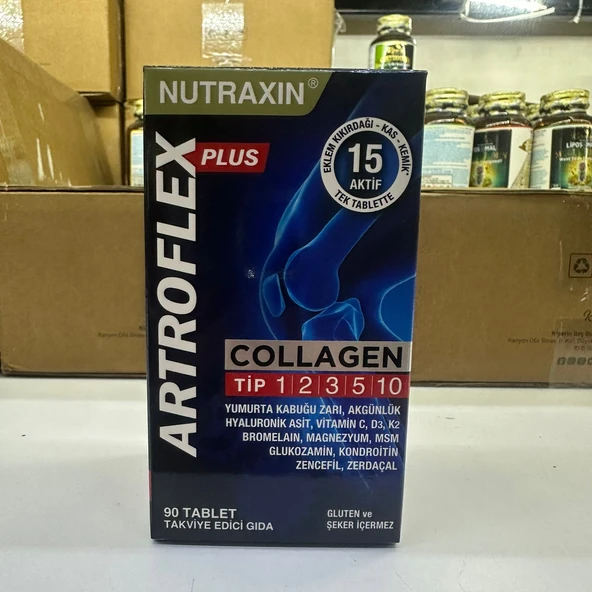 NUTRAXIN®
ARTROFLEX
PLUS
EKLEM KIKIRDAĞI - KAS - KEMİK*
15
AKTİF
TEK TABLETTE
COLLAGEN
TİP 1 | 2 | 3 | 5 | 10
YUMURTA KABUĞU ZARI, AKGÜNLÜK
HYALURONİK ASİT, VİTAMİN C, D3, K2
BROMELAIN, MAGNEZYUM, MSM
GLUKOZAMİN, KONDROİTİN
ZENCEFİL, ZERDAÇAL
90 TABLET
TAKVİYE EDİCİ GIDA
GLUTEN ve
ŞEKER İÇERMEZ